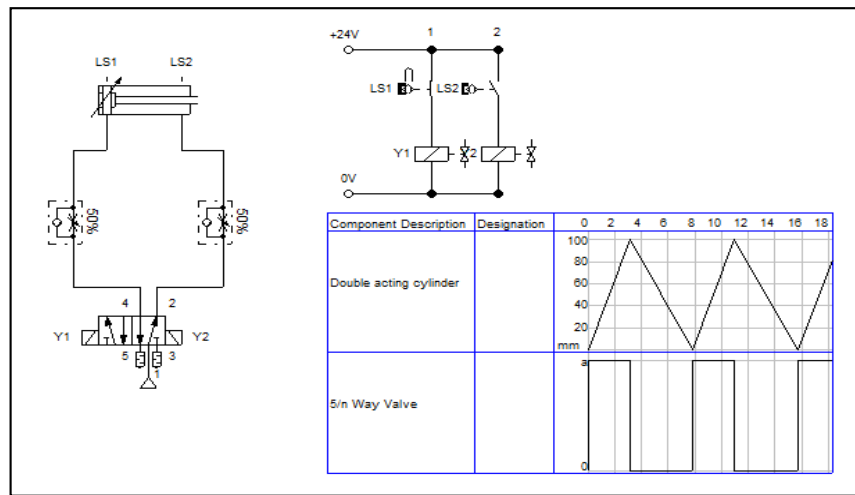 +24V 1 2
LS1 LS2
LS1 LS2
Y1 2
0V
50% 50%
4 2
Y1 Y2
5 3
1
Component Description Designation 0 2 4 6 8 10 12 14 16 18
Double acting cylinder
100
80
60
40
20
mm
5/n Way Valve
a
0